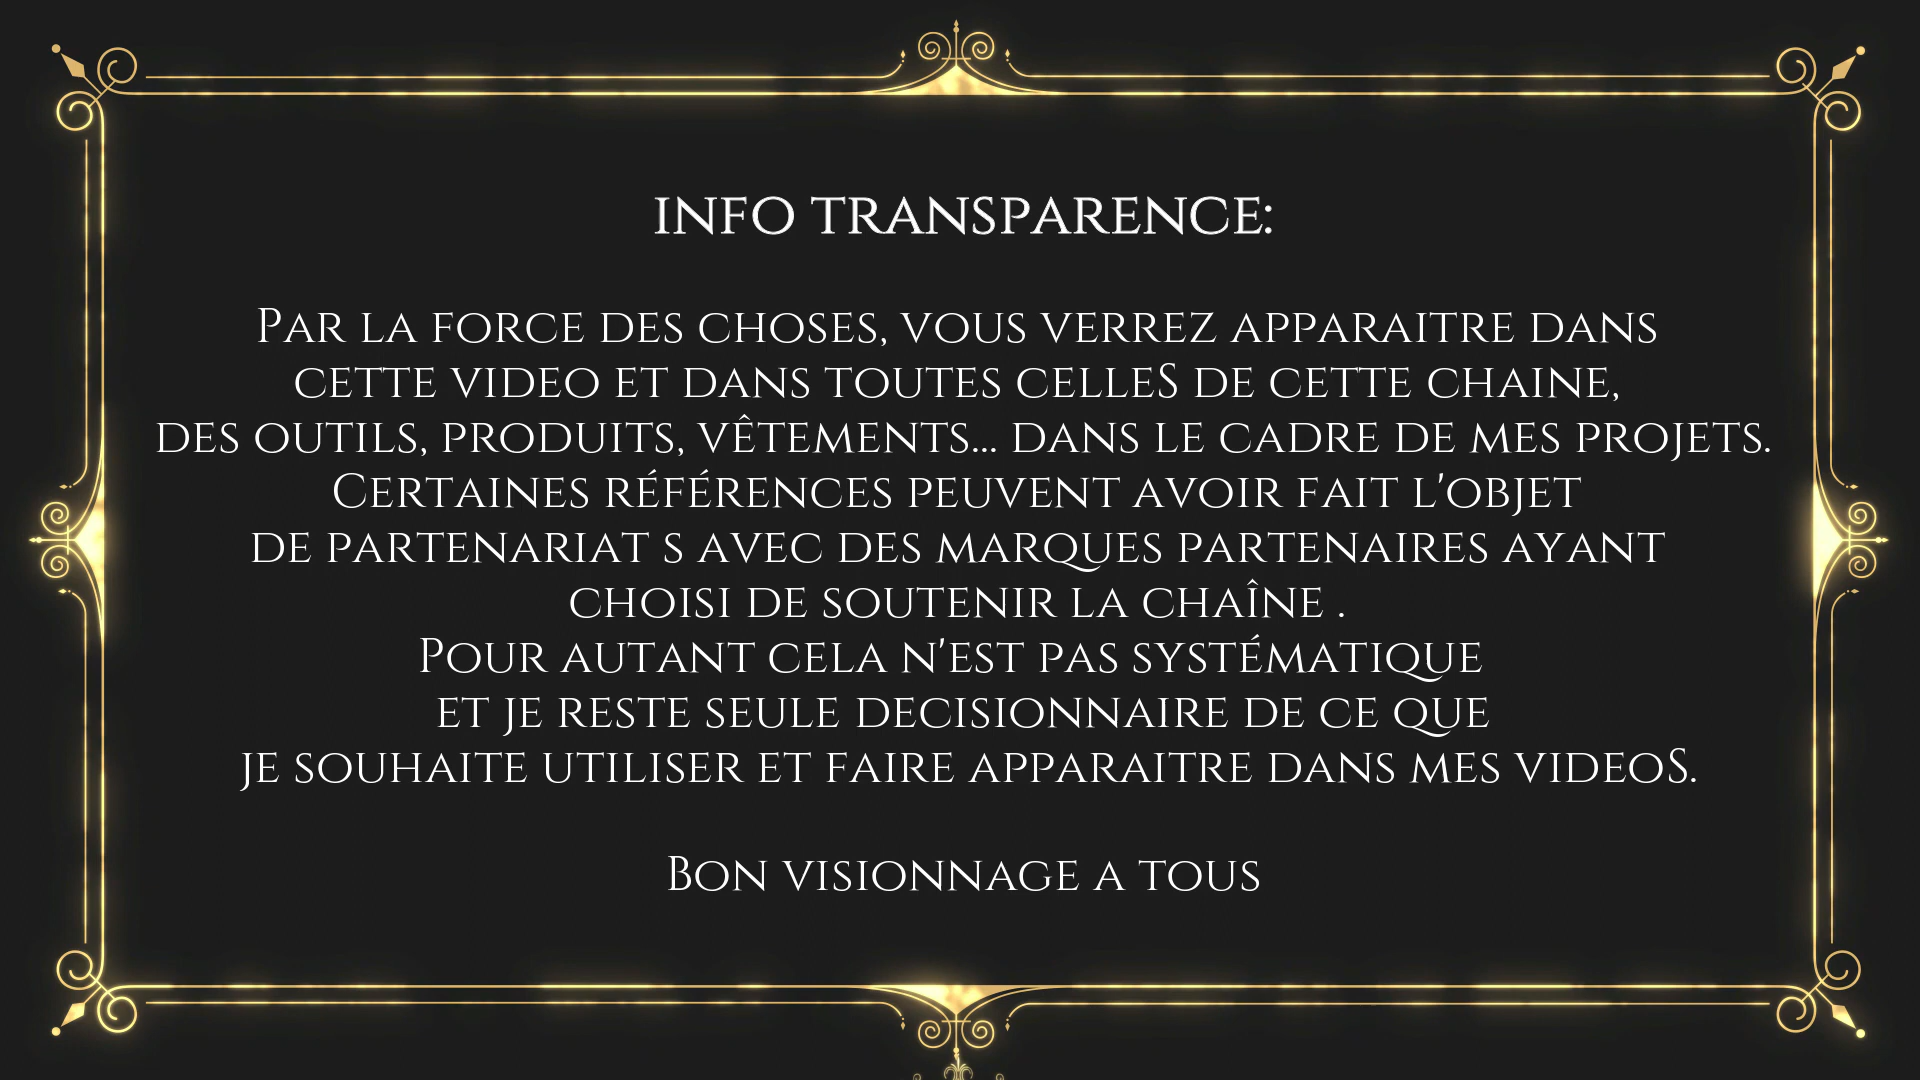 INFO TRANSPARENCE:
PAR LA FORCE DES CHOSES, VOUS VERREZ APPARAITRE DANS
CETTE VIDEO ET DANS TOUTES CELLES DE CETTE CHAINE,
DES OUTILS, PRODUITS, VÊTEMENTS... DANS LE CADRE DE MES PROJETS.
CERTAINES RÉFÉRENCES PEUVENT AVOIR FAIT L'OBJET
DE PARTENARIAT S AVEC DES MARQUES PARTENAIRES AYANT
CHOISI DE SOUTENIR LA CHAÎNE .
POUR AUTANT CELA N'EST PAS SYSTÉMATIQUE
ET JE RESTE SEULE DECISIONNAIRE DE CE QUE
JE SOUHAITE UTILISER ET FAIRE APPARAITRE DANS MES VIDEOS.
BON VISIONNAGE A TOUS